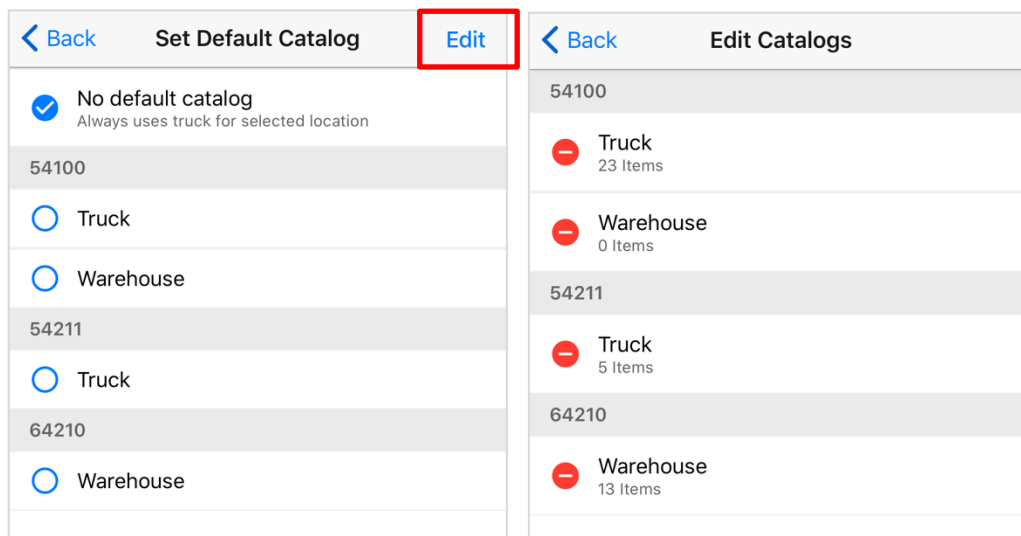 Back
Set Default Catalog
Edit
No default catalog
Always uses truck for selected location
54100
Truck
Warehouse
54211
Truck
64210
Warehouse
Back
Edit Catalogs
54100
Truck
23 Items
Warehouse
0 Items
54211
Truck
5 Items
64210
Warehouse
13 Items